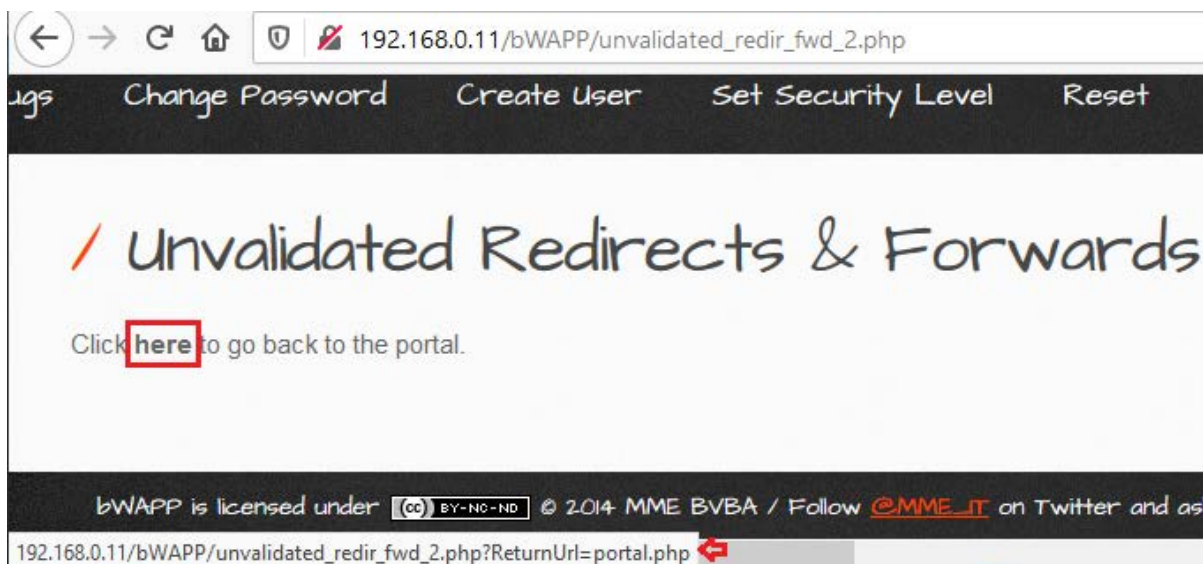 192.168.0.11/bWAPP/unvalidated_redir_fwd_2.php
ugs Change Password Create User Set Security Level Reset
/ Unvalidated Redirects & Forwards
Click here to go back to the portal.
bWAPP is licensed under (cc) BY-NC-ND © 2014 MME BVBA / Follow @MME_IT on Twitter and as
192.168.0.11/bWAPP/unvalidated_redir_fwd_2.php?ReturnUrl=portal.php